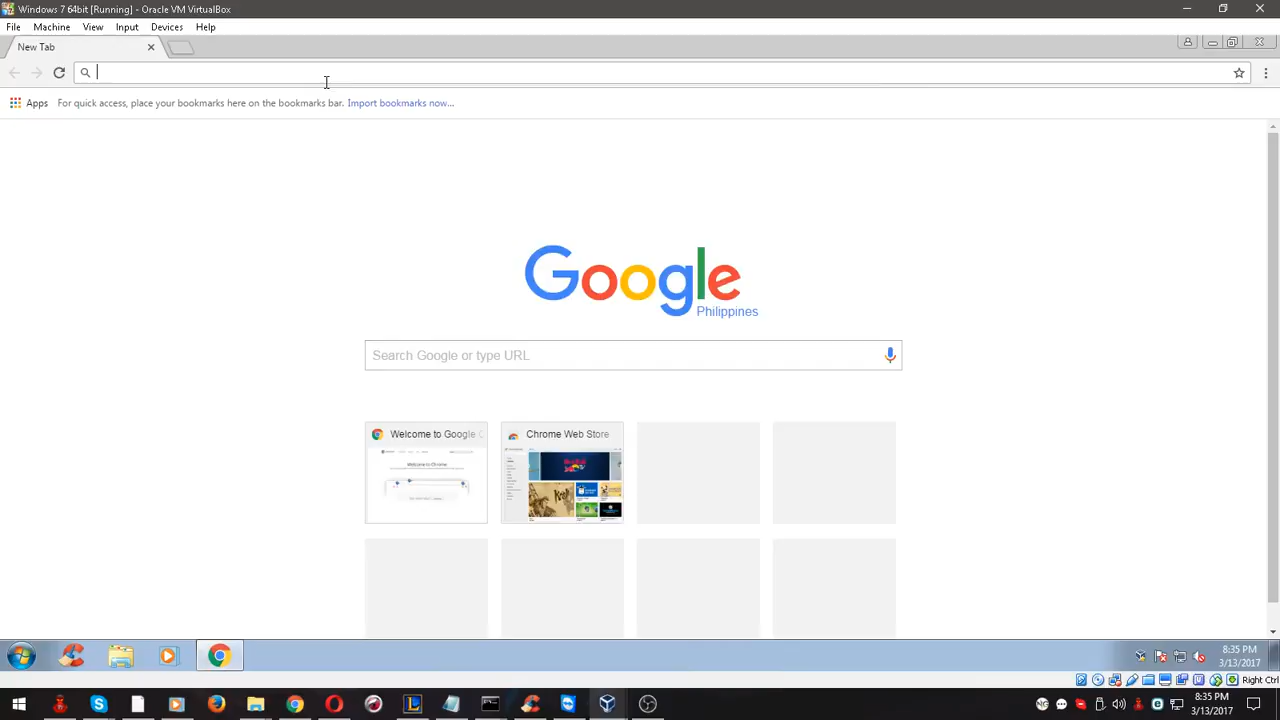 Windows 7 64bit [Running] - Oracle VM VirtualBox
File Machine View Input Devices Help
New Tab
Apps For quick access, place your bookmarks here on the bookmarks bar. Import bookmarks now...
Google
Philippines
Search Google or type URL
Welcome to Google C
Chrome Web Store
Welcome to Chrome
8:35 PM
3/13/2017
Right Ctrl
8:35 PM
3/13/2017